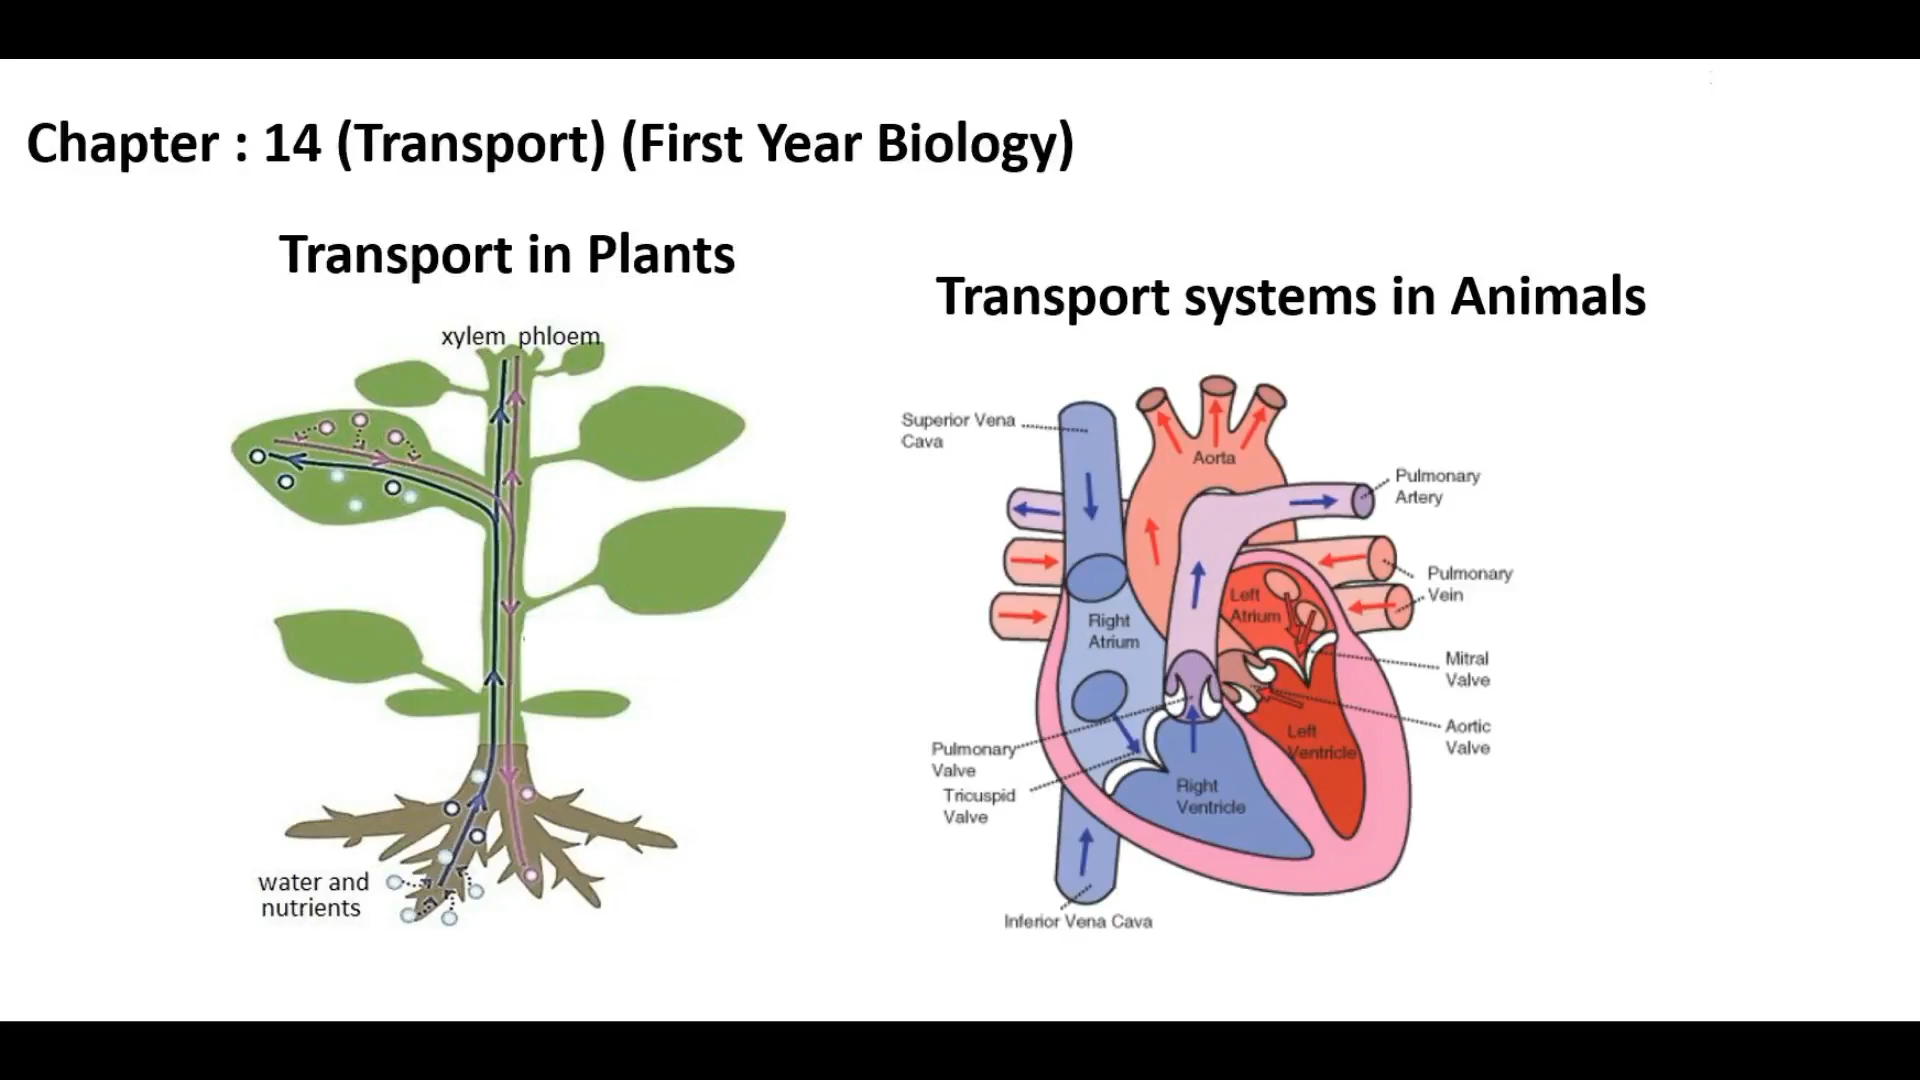 Chapter : 14 (Transport) (First Year Biology)
Transport in Plants
xylem phloem
water and
nutrients
Transport systems in Animals
Superior Vena
Cava
Aorta
Pulmonary
Artery
Pulmonary
Vein
Left
Atrium
Right
Atrium
Mitral
Valve
Aortic
Valve
Left
Ventricle
Pulmonary
Valve
Tricuspid
Valve
Right
Ventricle
Inferior Vena Cava